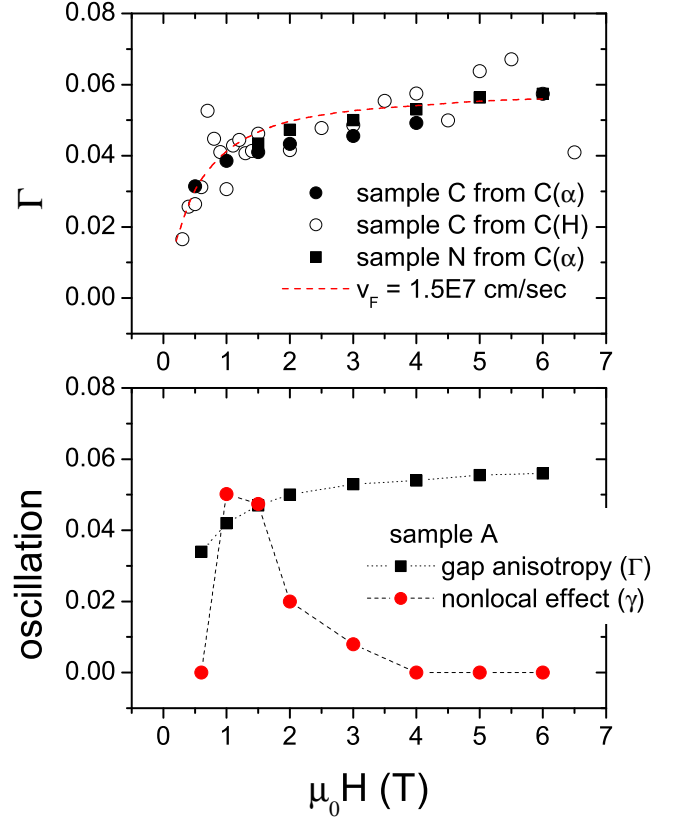 0.08
0.06
0.04
0.02
0.00
Γ
sample C from C(α)
sample C from C(H)
sample N from C(α)
v_F = 1.5E7 cm/sec
0 1 2 3 4 5 6 7
0.08
0.06
0.04
0.02
0.00
oscillation
sample A
gap anisotropy (Γ)
nonlocal effect (γ)
0 1 2 3 4 5 6 7
μ₀H (T)